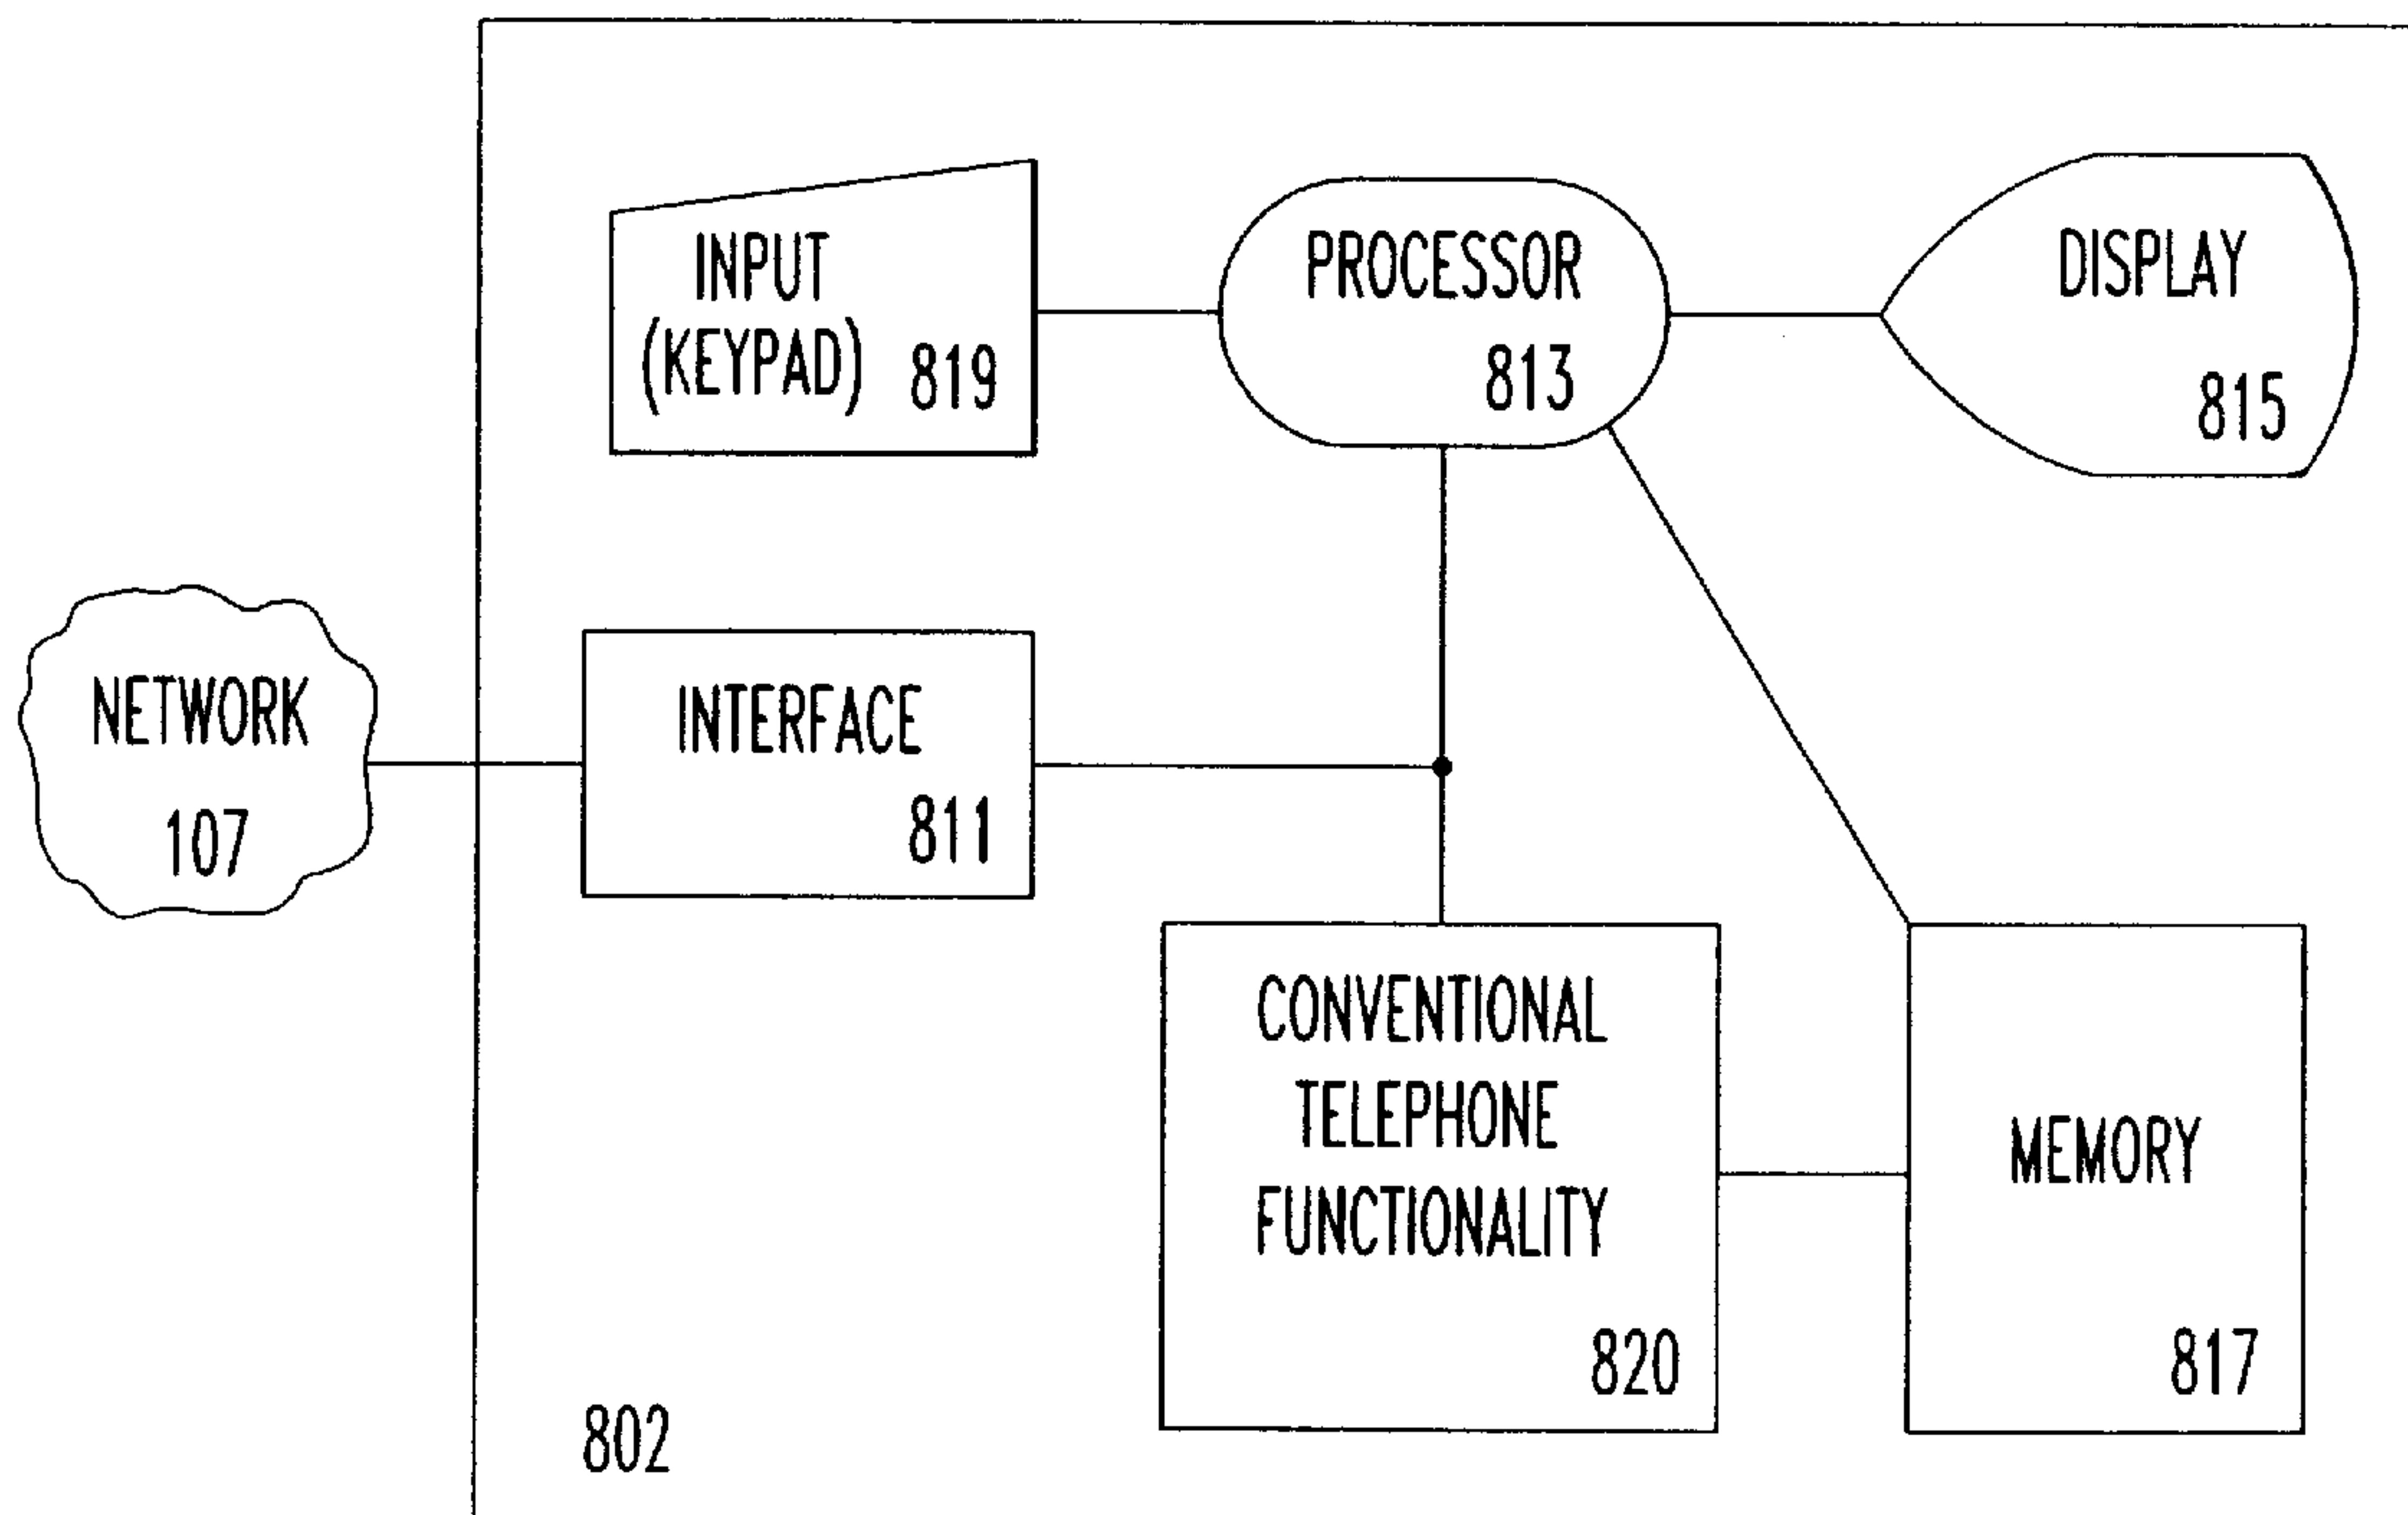 INPUT
(KEYPAD) 819
PROCESSOR
813
DISPLAY
815
NETWORK
107
INTERFACE
811
CONVENTIONAL
TELEPHONE
FUNCTIONALITY
820
MEMORY
817
802